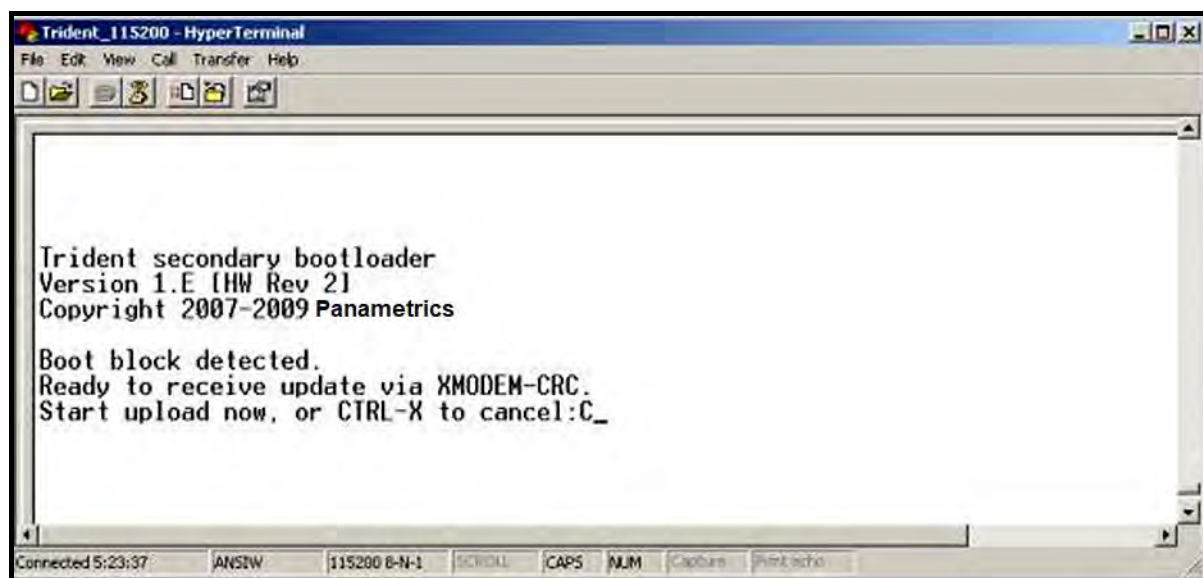 Trident_115200 - HyperTerminal
File Edit View Call Transfer Help
Trident secondary bootloader
Version 1.E [HW Rev 2]
Copyright 2007-2009 Panametrics
Boot block detected.
Ready to receive update via XMODEM-CRC.
Start upload now, or CTRL-X to cancel:C_
Connected 5:23:37 ANSIW 115200 8-N-1 SCROLL CAPS NUM Capture Print echo